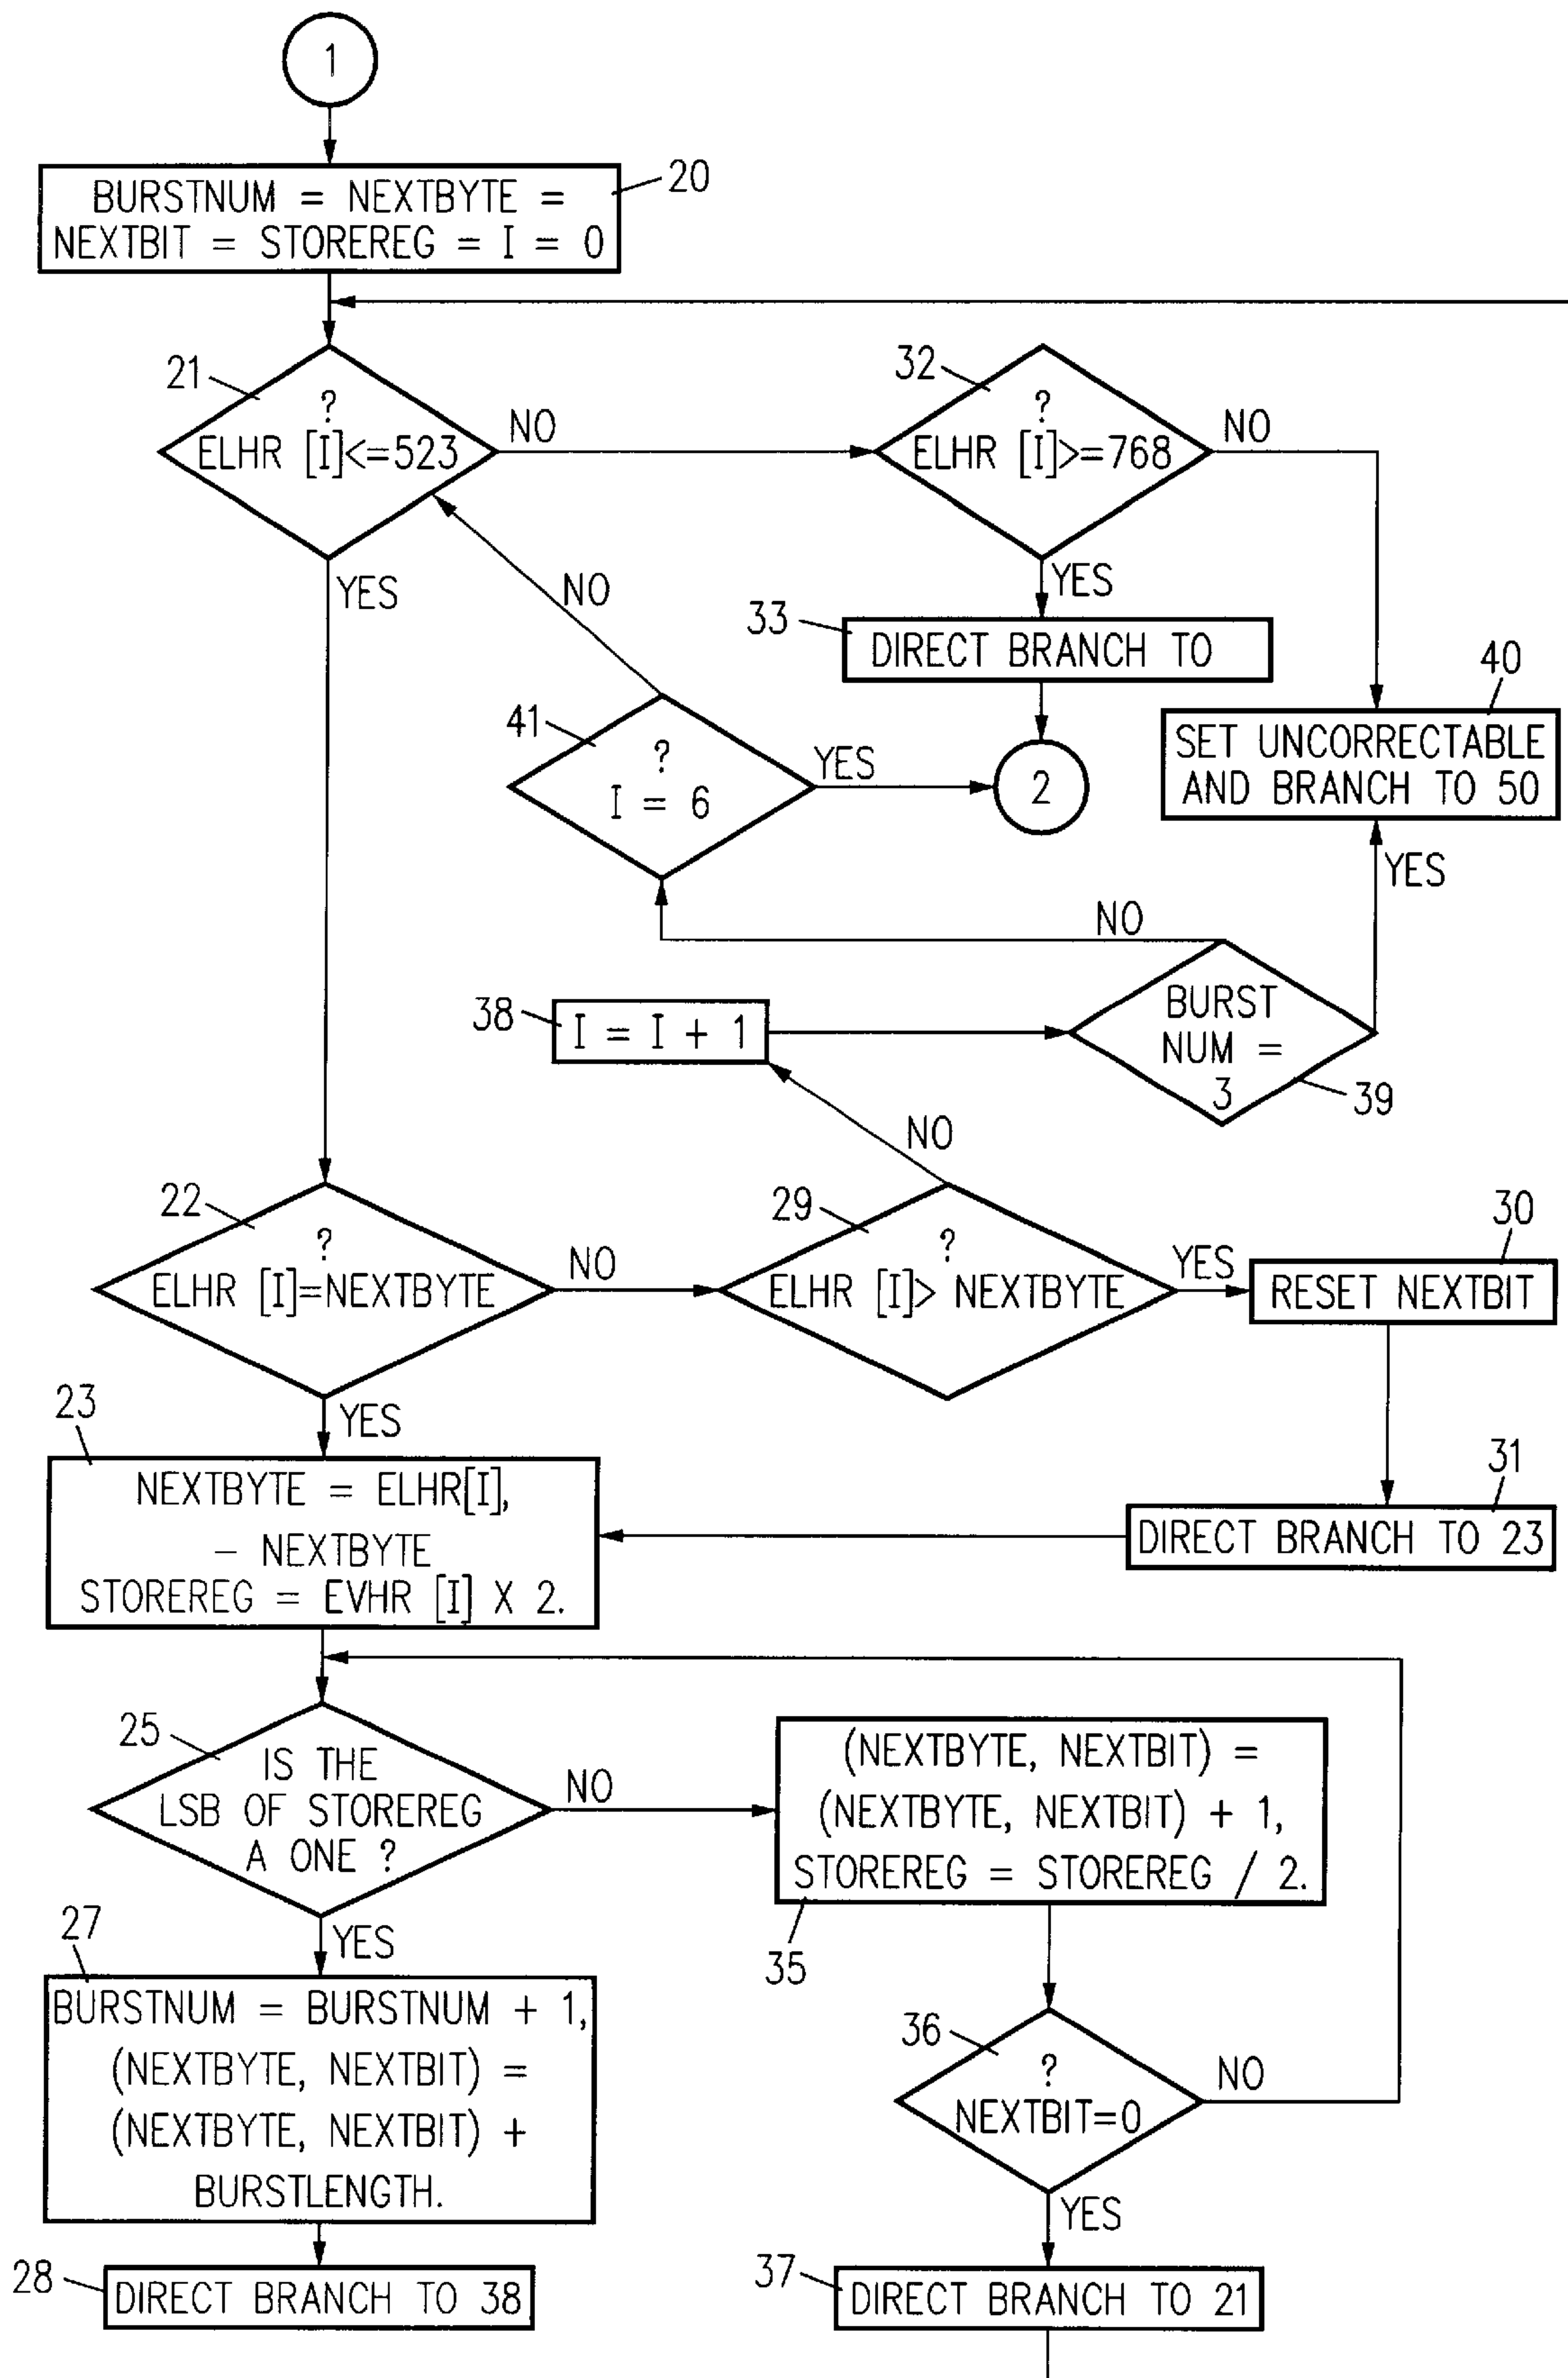 1
20
BURSTNUM = NEXTBYTE =
NEXTBIT = STOREREG = I = 0
21
?
ELHR [I]<=523
NO
YES
32
?
ELHR [I]>=768
NO
YES
33
DIRECT BRANCH TO
NO
40
SET UNCORRECTABLE
AND BRANCH TO 50
41
?
I = 6
YES
2
YES
NO
38
I = I + 1
BURST
NUM =
3
39
NO
22
?
ELHR [I]=NEXTBYTE
NO
YES
29
?
ELHR [I]> NEXTBYTE
YES
30
RESET NEXTBIT
23
NEXTBYTE = ELHR[I],
– NEXTBYTE
STOREREG = EVHR [I] X 2.
31
DIRECT BRANCH TO 23
25
IS THE
LSB OF STOREREG
A ONE ?
NO
YES
(NEXTBYTE, NEXTBIT) =
(NEXTBYTE, NEXTBIT) + 1,
STOREREG = STOREREG / 2.
35
27
BURSTNUM = BURSTNUM + 1,
(NEXTBYTE, NEXTBIT) =
(NEXTBYTE, NEXTBIT) +
BURSTLENGTH.
36
?
NEXTBIT=0
NO
YES
28
DIRECT BRANCH TO 38
37
DIRECT BRANCH TO 21